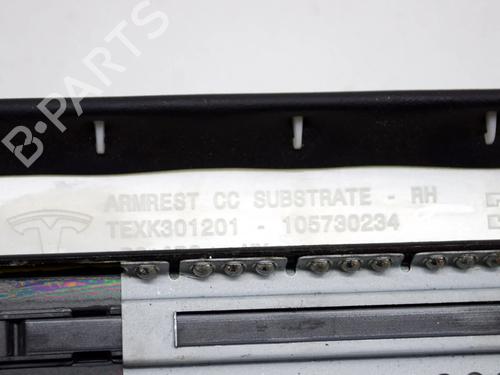 B-PARTS
ARMREST CC SUBSTRATE - RH
TEXK301201 - 105730234